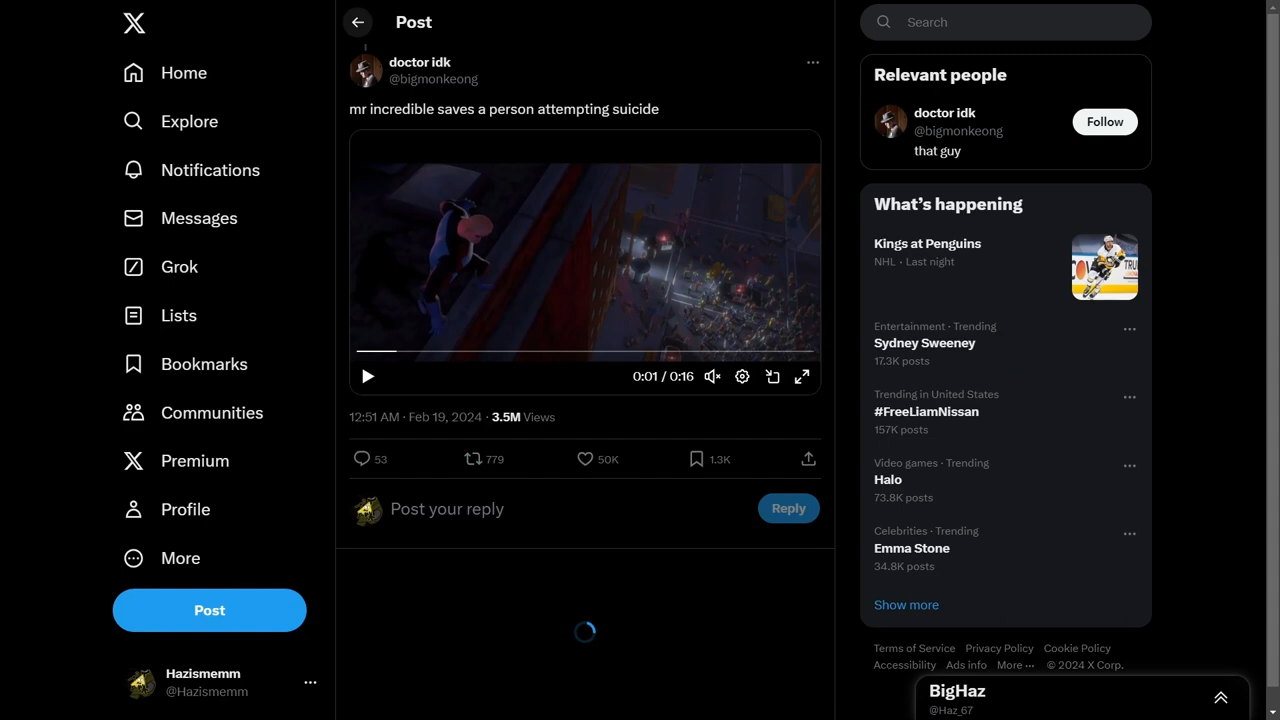 Home
Explore
Notifications
Messages
Grok
Lists
Bookmarks
Communities
Premium
Profile
More
Post
Hazismemm
@Hazismemm
Post
doctor idk
@bigmonkeong
mr incredible saves a person attempting suicide
0:01 / 0:16
12:51 AM · Feb 19, 2024 · 3.5M Views
53 779 50K 1.3K
Post your reply
Reply
Search
Relevant people
doctor idk
@bigmonkeong
Follow
that guy
What’s happening
Kings at Penguins
NHL · Last night
Entertainment · Trending
Sydney Sweeney
17.3K posts
Trending in United States
#FreeLiamNissan
157K posts
Video games · Trending
Halo
73.8K posts
Celebrities · Trending
Emma Stone
34.8K posts
Show more
Terms of Service Privacy Policy Cookie Policy
Accessibility Ads info More ··· © 2024 X Corp.
BigHaz
@Haz_67